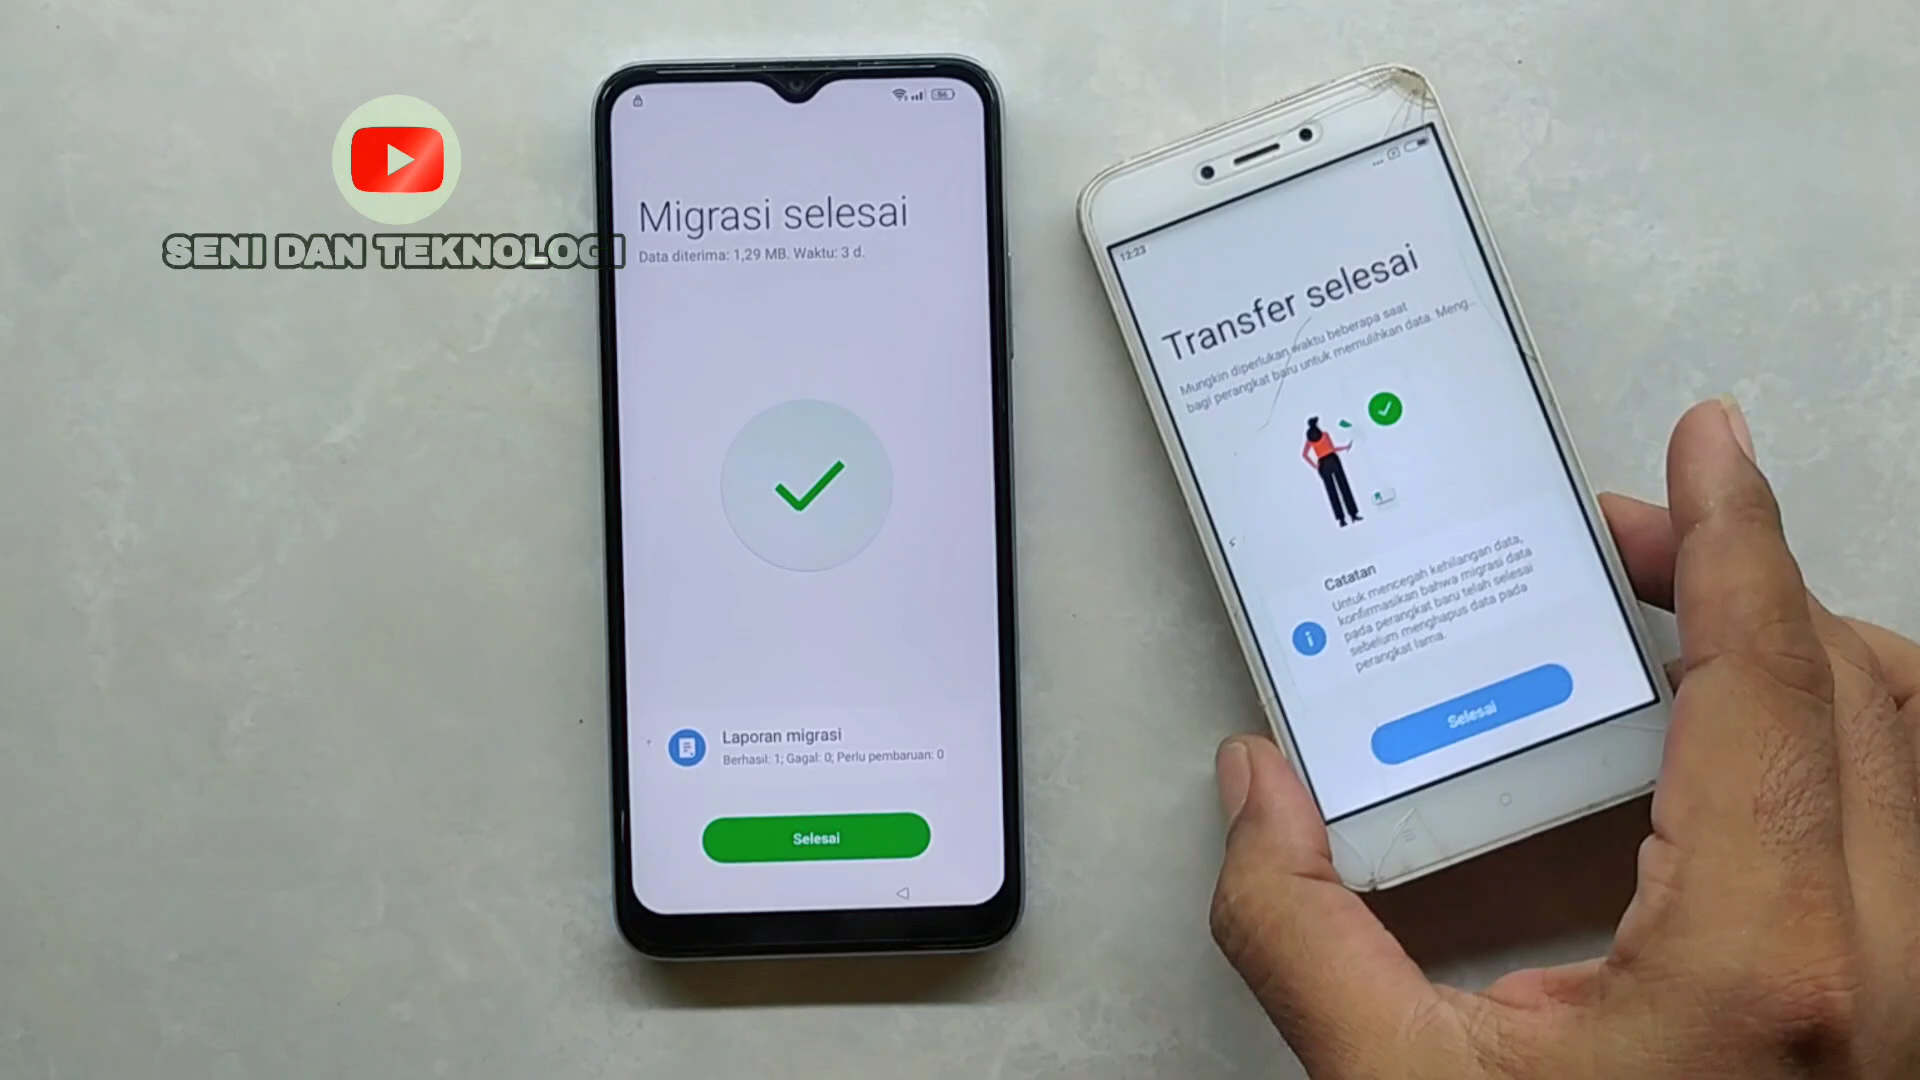 SENI DAN TEKNOLOGI
56
Migrasi selesai
Data diterima: 1,29 MB. Waktu: 3 d.
Laporan migrasi
Berhasil: 1; Gagal: 0; Perlu pembaruan: 0
Selesai
12:23
Transfer selesai
Mungkin diperlukan waktu beberapa saat
bagi perangkat baru untuk memulihkan data. Meng...
Catatan
Untuk mencegah kehilangan data,
konfirmasikan bahwa migrasi data
pada perangkat baru telah selesai
sebelum menghapus data pada
perangkat lama.
Selesai